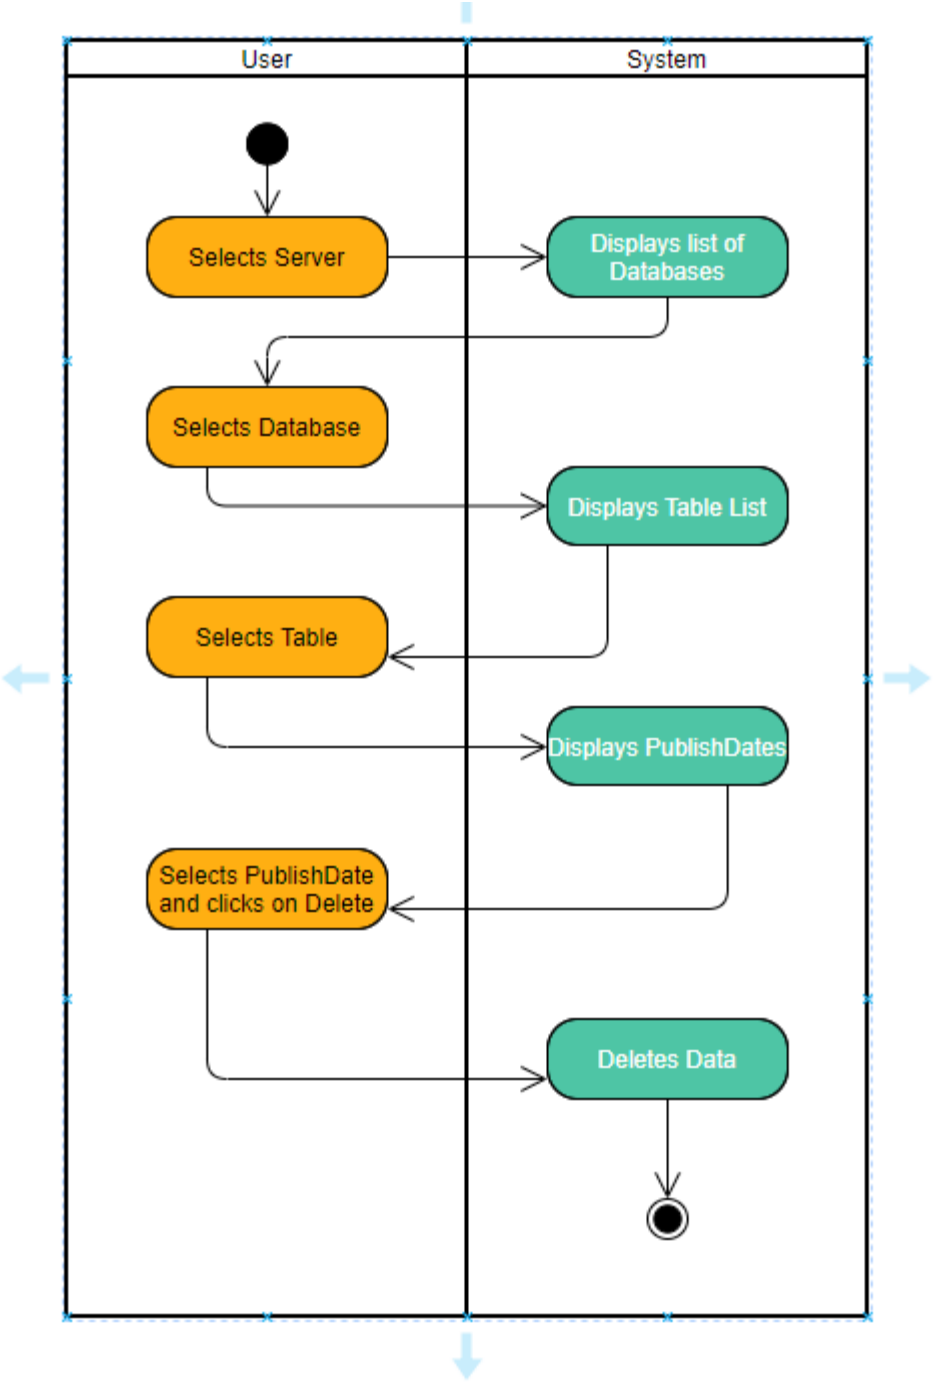 User
System
Selects Server
Displays list of
Databases
Selects Database
Displays Table List
Selects Table
Displays PublishDates
Selects PublishDate
and clicks on Delete
Deletes Data